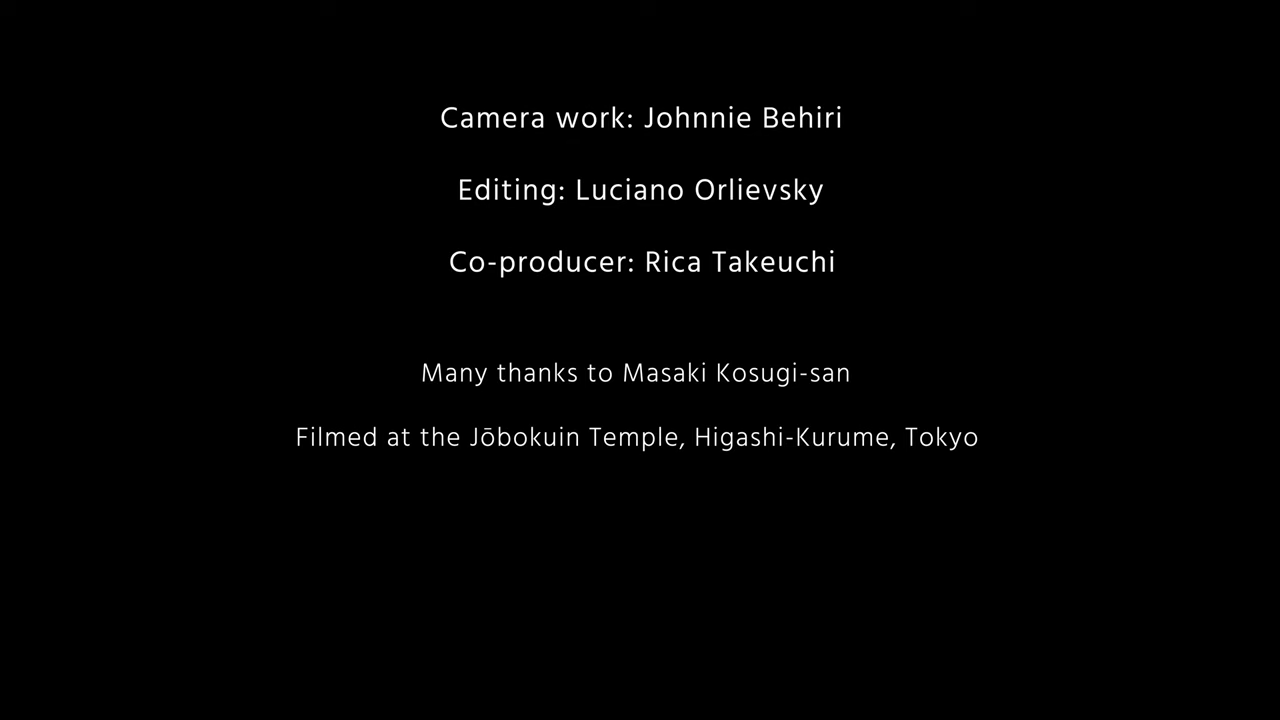 Camera work: Johnnie Behiri
Editing: Luciano Orlievsky
Co-producer: Rica Takeuchi
Many thanks to Masaki Kosugi-san
Filmed at the Jōbokuin Temple, Higashi-Kurume, Tokyo